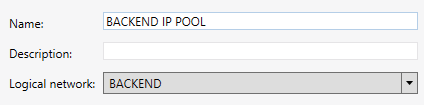 Name: BACKEND IP POOL
Description:
Logical network: BACKEND